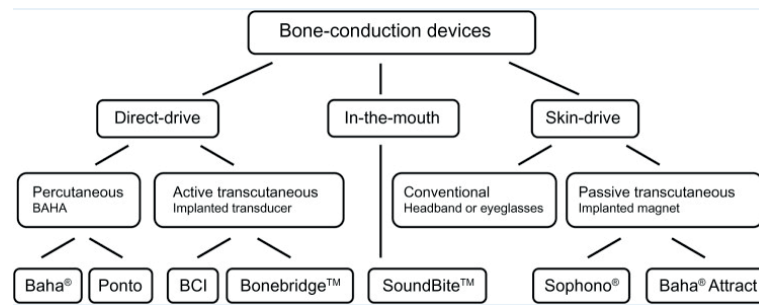 Bone-conduction devices
Direct-drive
In-the-mouth
Skin-drive
Percutaneous
BAHA
Active transcutaneous
Implanted transducer
Conventional
Headband or eyeglasses
Passive transcutaneous
Implanted magnet
Baha®
Ponto
BCI
Bonebridge™
SoundBite™
Sophono®
Baha® Attract